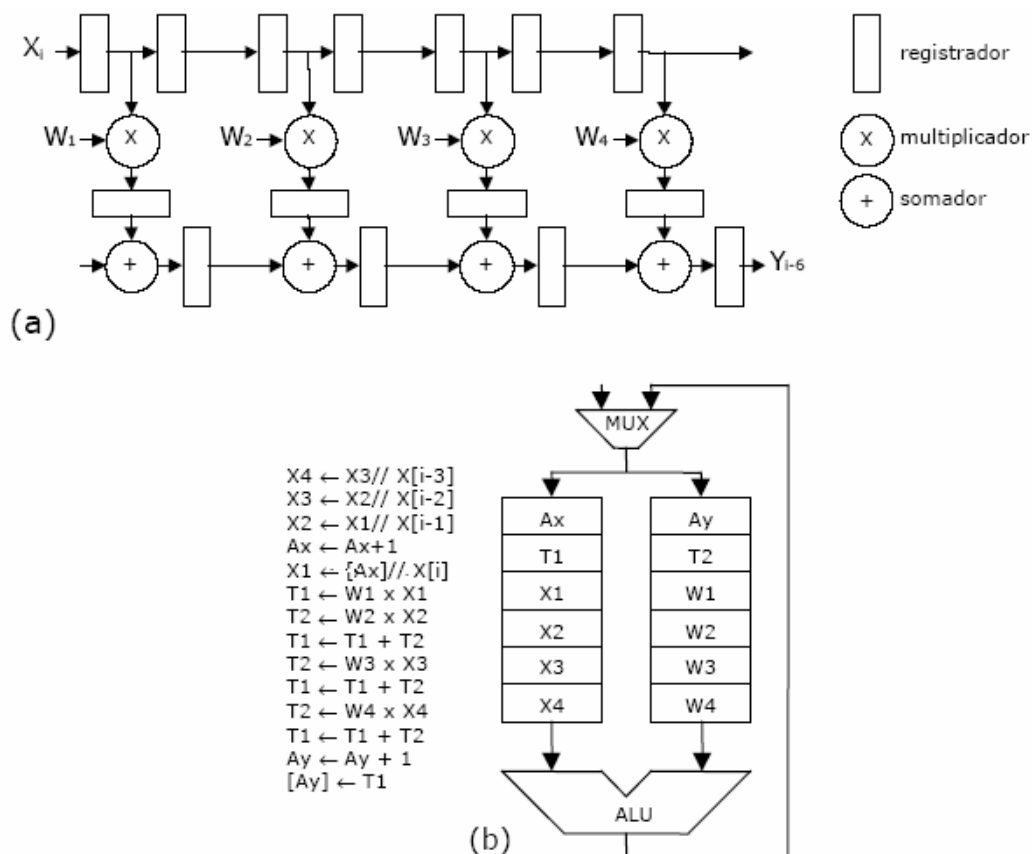 Xi
registrador
W1
X
W2
X
W3
X
W4
X
X
multiplicador
+
somador
+
+
+
+
Yi-6
(a)
MUX
X4 ← X3// X[i-3]
X3 ← X2// X[i-2]
X2 ← X1// X[i-1]
Ax ← Ax+1
X1 ← {Ax]//. X[i]
T1 ← W1 x X1
T2 ← W2 x X2
T1 ← T1 + T2
T2 ← W3 x X3
T1 ← T1 + T2
T2 ← W4 x X4
T1 ← T1 + T2
Ay ← Ay + 1
[Ay] ← T1
Ax
Ay
T1
T2
X1
W1
X2
W2
X3
W3
X4
W4
ALU
(b)